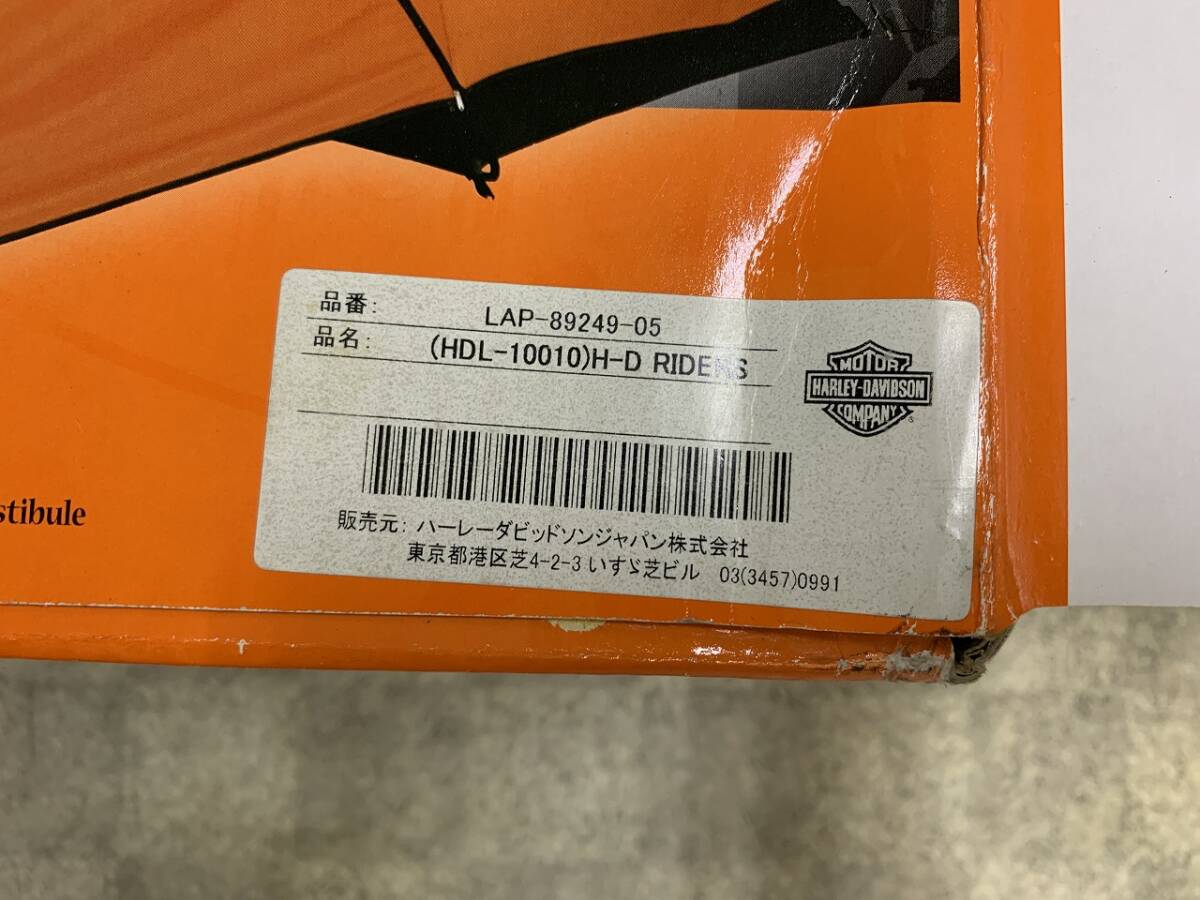 品番: LAP-89249-05
品名: (HDL-10010)H-D RIDERS
MOTOR
HARLEY-DAVIDSON
COMPANY
stibule
販売元: ハーレーダビッドソンジャパン株式会社
東京都港区芝4-2-3いすゞ芝ビル 03(3457)0991